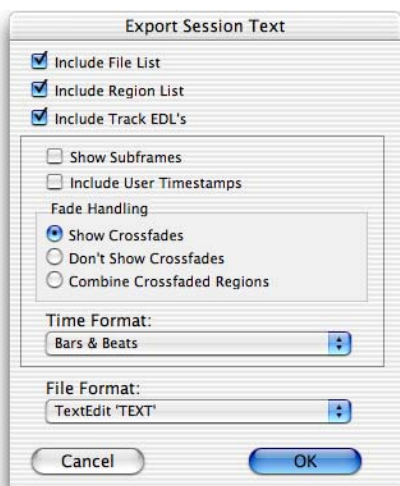 Export Session Text
Include File List
Include Region List
Include Track EDL's
Show Subframes
Include User Timestamps
Fade Handling
Show Crossfades
Don't Show Crossfades
Combine Crossfaded Regions
Time Format:
Bars & Beats
File Format:
TextEdit 'TEXT'
Cancel OK